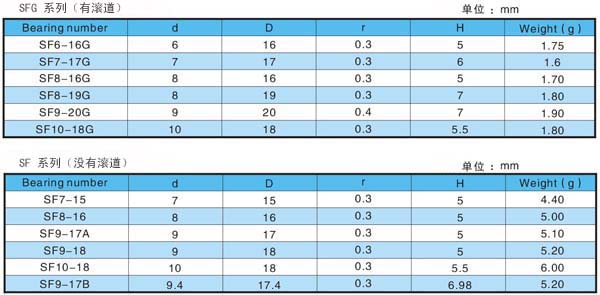 SFG 系列（有滚道） 单位：mm
Bearing number d D r H Weight ( g )
SF6-16G 6 16 0.3 5 1.75
SF7-17G 7 17 0.3 6 1.6
SF8-16G 8 16 0.3 5 1.70
SF8-19G 8 19 0.3 7 1.80
SF9-20G 9 20 0.4 7 1.90
SF10-18G 10 18 0.3 5.5 1.80
SF 系列（没有滚道） 单位：mm
Bearing number d D r H Weight ( g )
SF7-15 7 15 0.3 5 4.40
SF8-16 8 16 0.3 5 5.00
SF9-17A 9 17 0.3 5 5.10
SF9-18 9 18 0.3 5 5.20
SF10-18 10 18 0.3 5.5 6.00
SF9-17B 9.4 17.4 0.3 6.98 5.20